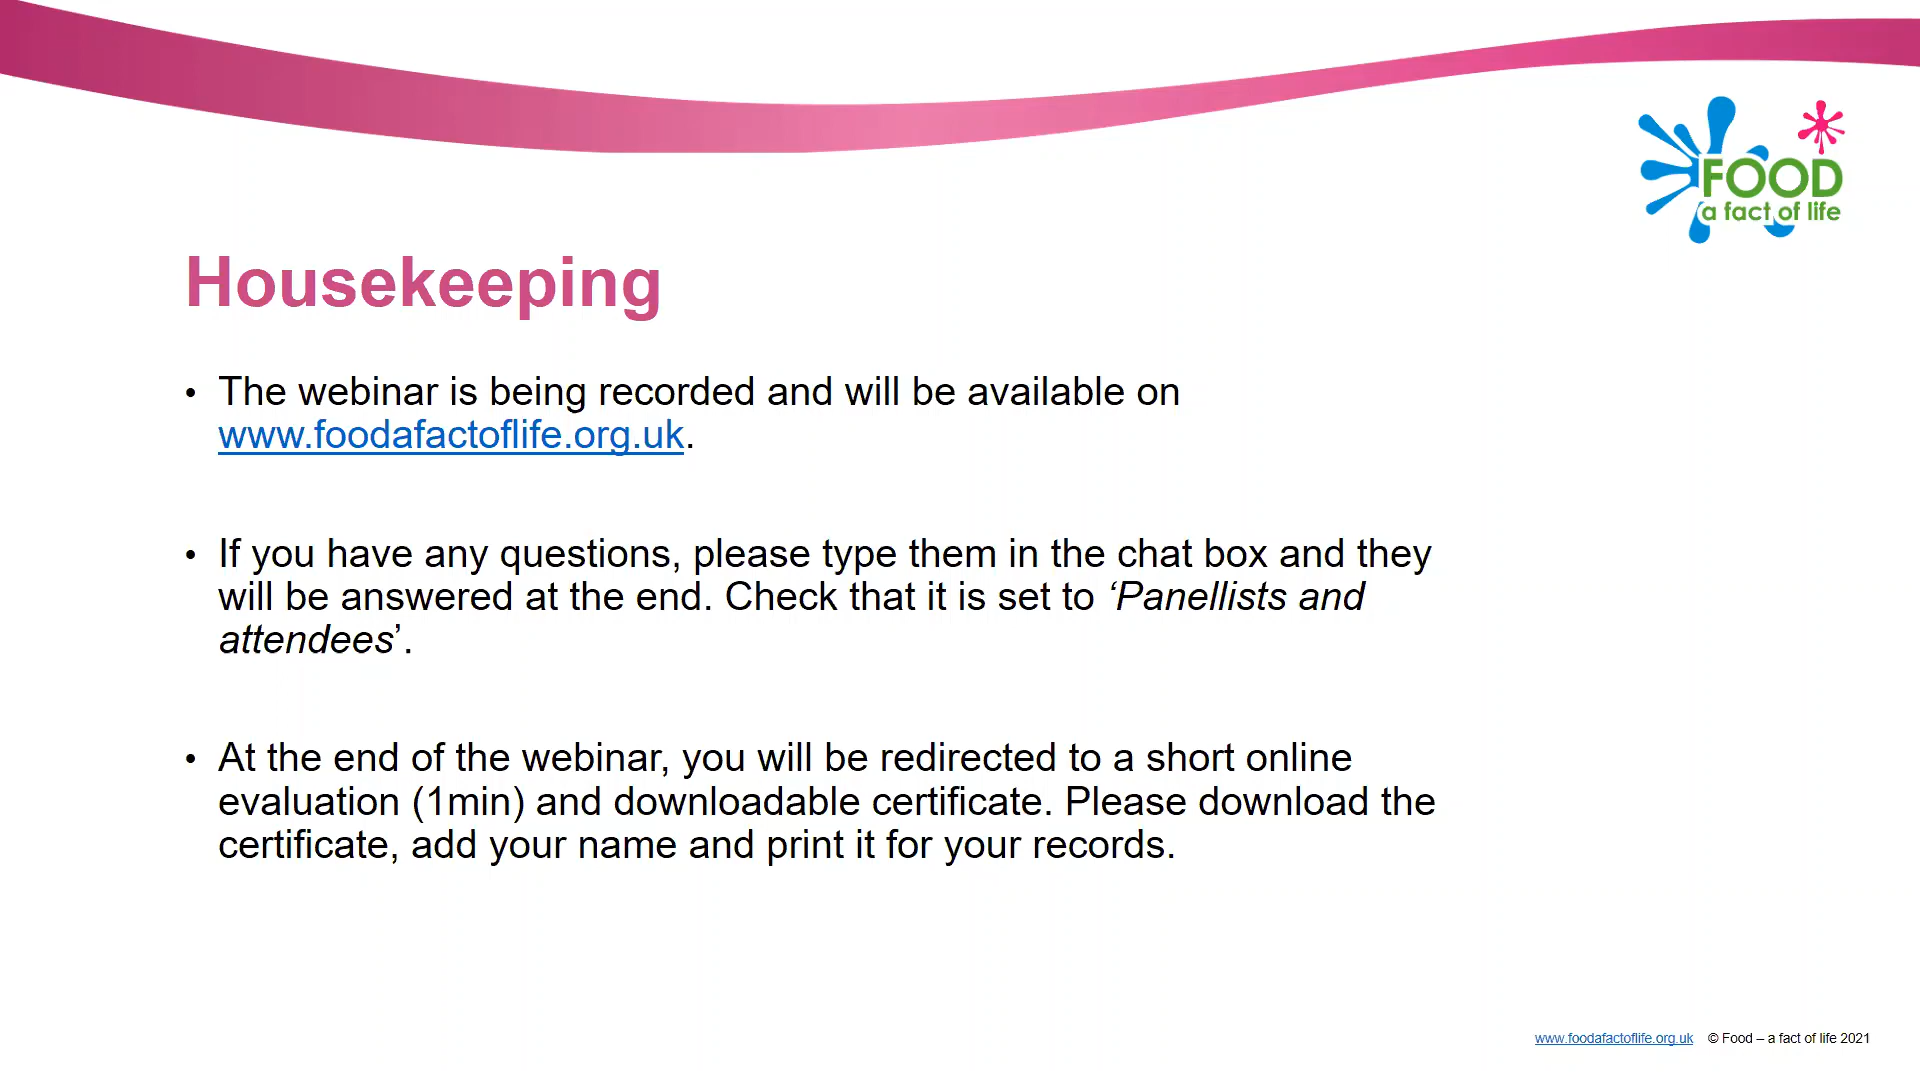 FOOD
a fact of life
Housekeeping
• The webinar is being recorded and will be available on
www.foodafactoflife.org.uk.
• If you have any questions, please type them in the chat box and they
will be answered at the end. Check that it is set to ‘Panellists and
attendees’.
• At the end of the webinar, you will be redirected to a short online
evaluation (1min) and downloadable certificate. Please download the
certificate, add your name and print it for your records.
www.foodafactoflife.org.uk © Food – a fact of life 2021